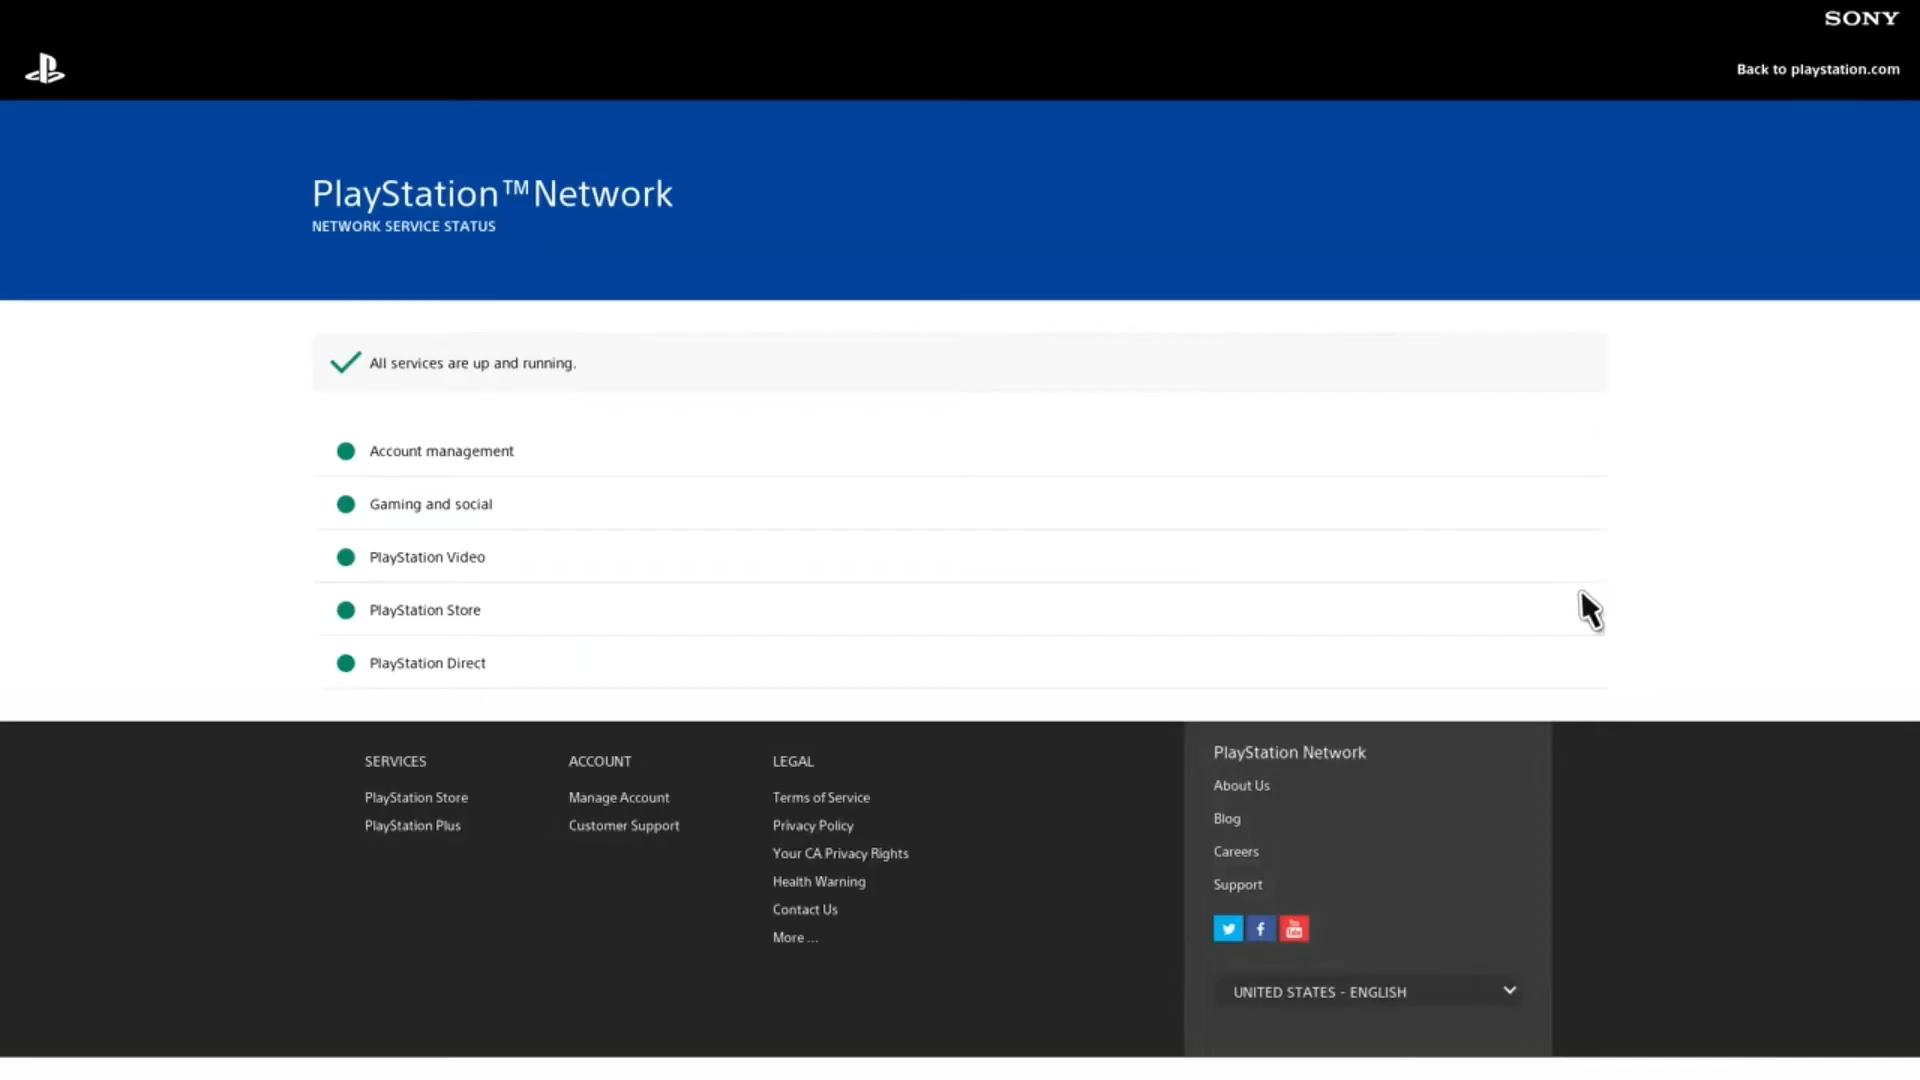 SONY
Back to playstation.com
PlayStation™Network
NETWORK SERVICE STATUS
All services are up and running.
Account management
Gaming and social
PlayStation Video
PlayStation Store
PlayStation Direct
SERVICES
PlayStation Store
PlayStation Plus
ACCOUNT
Manage Account
Customer Support
LEGAL
Terms of Service
Privacy Policy
Your CA Privacy Rights
Health Warning
Contact Us
More ...
PlayStation Network
About Us
Blog
Careers
Support
You
Tube
UNITED STATES - ENGLISH